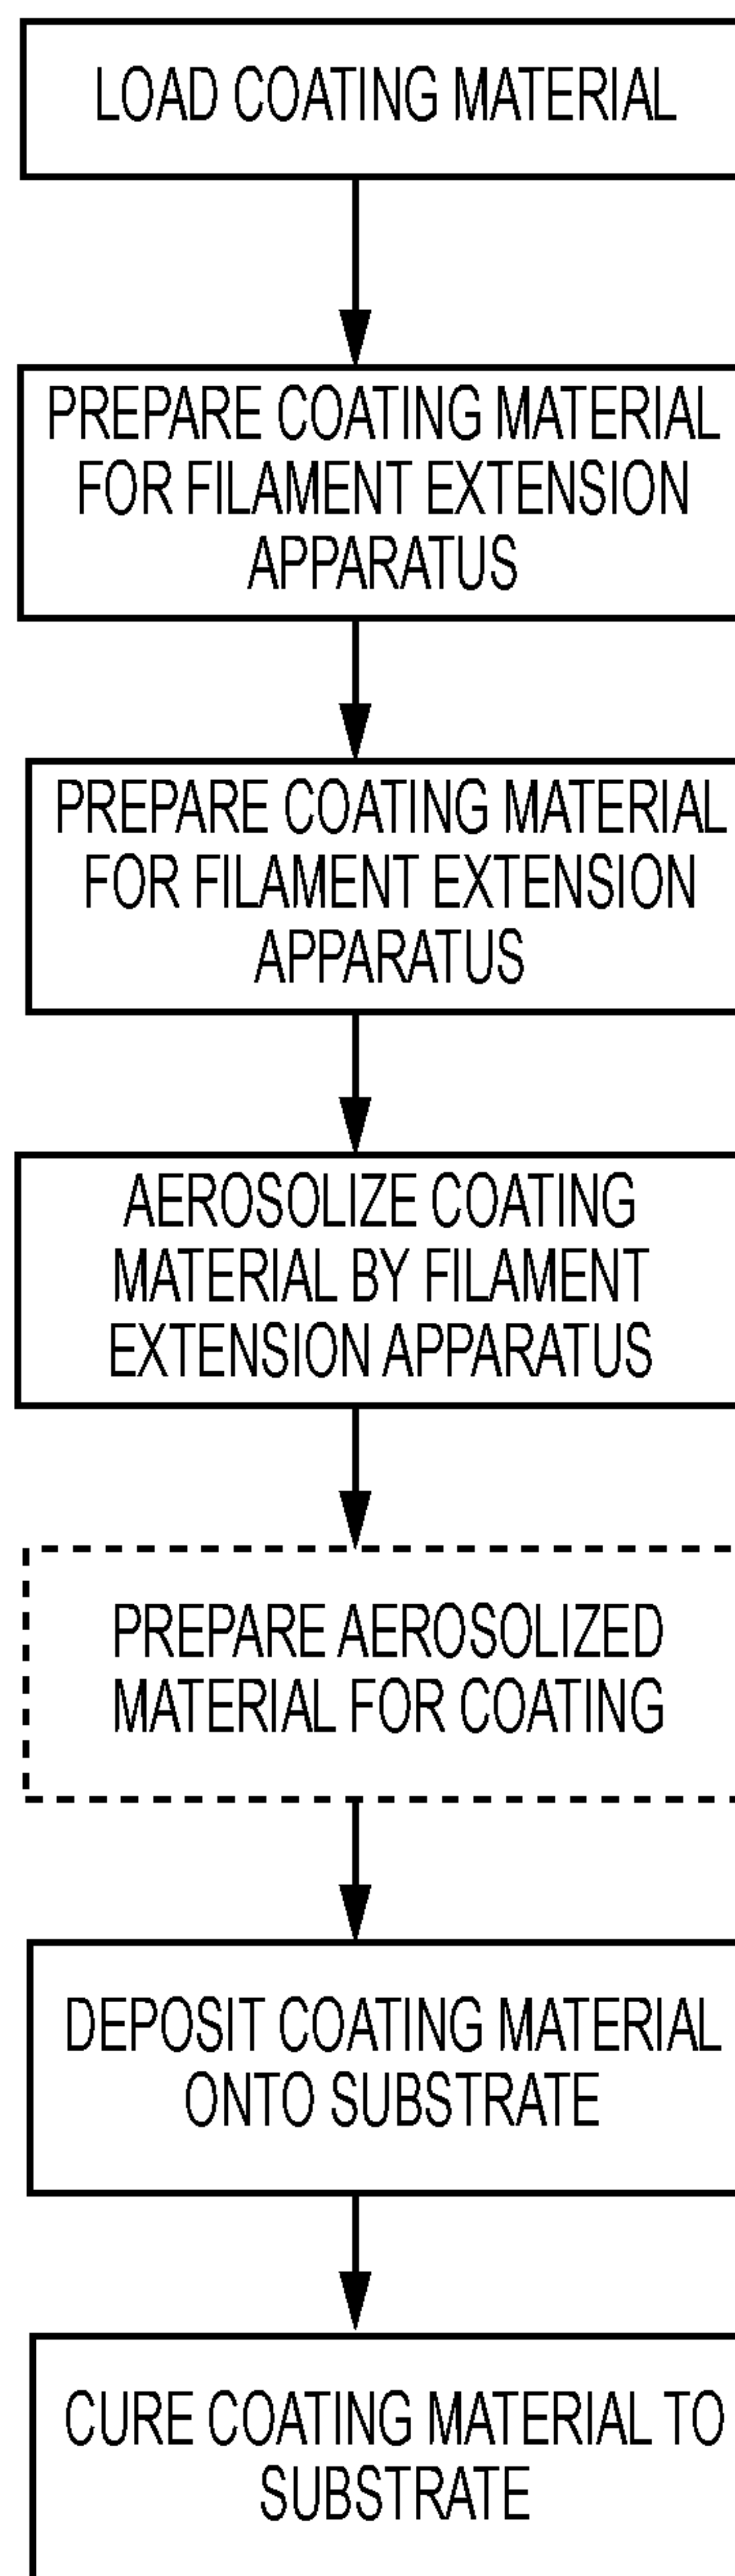 LOAD COATING MATERIAL
PREPARE COATING MATERIAL
FOR FILAMENT EXTENSION
APPARATUS
PREPARE COATING MATERIAL
FOR FILAMENT EXTENSION
APPARATUS
AEROSOLIZE COATING
MATERIAL BY FILAMENT
EXTENSION APPARATUS
PREPARE AEROSOLIZED
MATERIAL FOR COATING
DEPOSIT COATING MATERIAL
ONTO SUBSTRATE
CURE COATING MATERIAL TO
SUBSTRATE